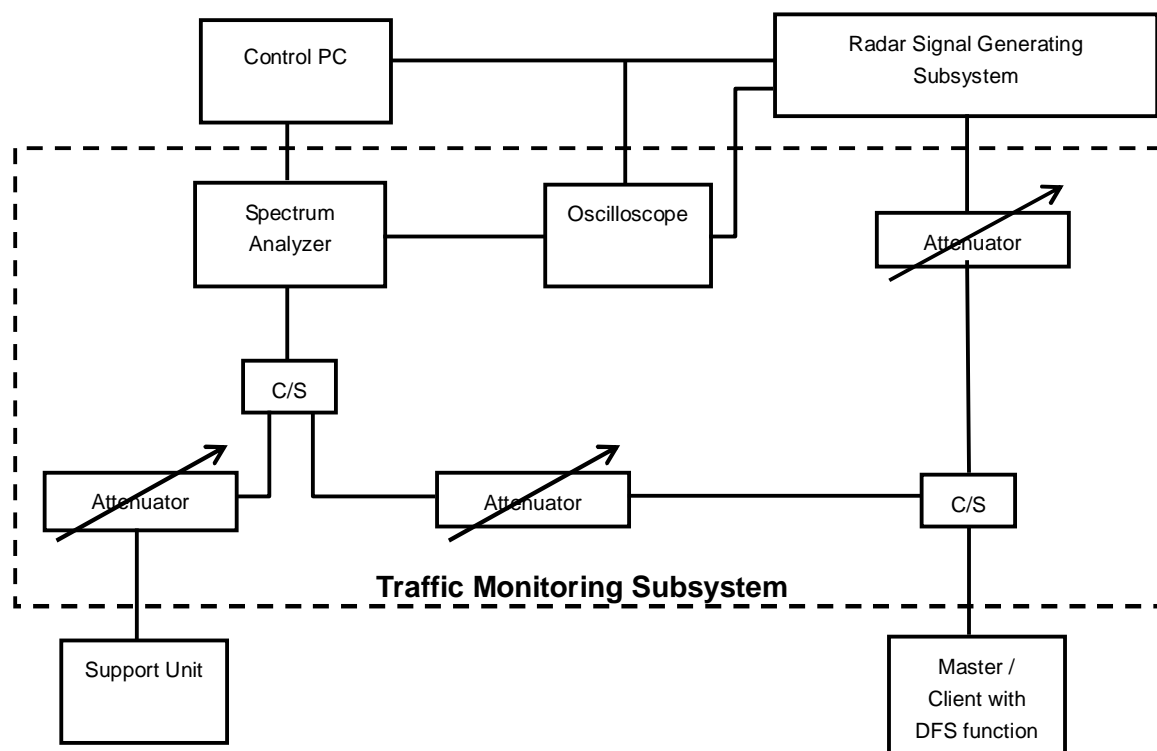 Control PC
Radar Signal Generating
Subsystem
Spectrum
Analyzer
Oscilloscope
Attenuator
C/S
Attenuator
Attenuator
C/S
Traffic Monitoring Subsystem
Support Unit
Master /
Client with
DFS function